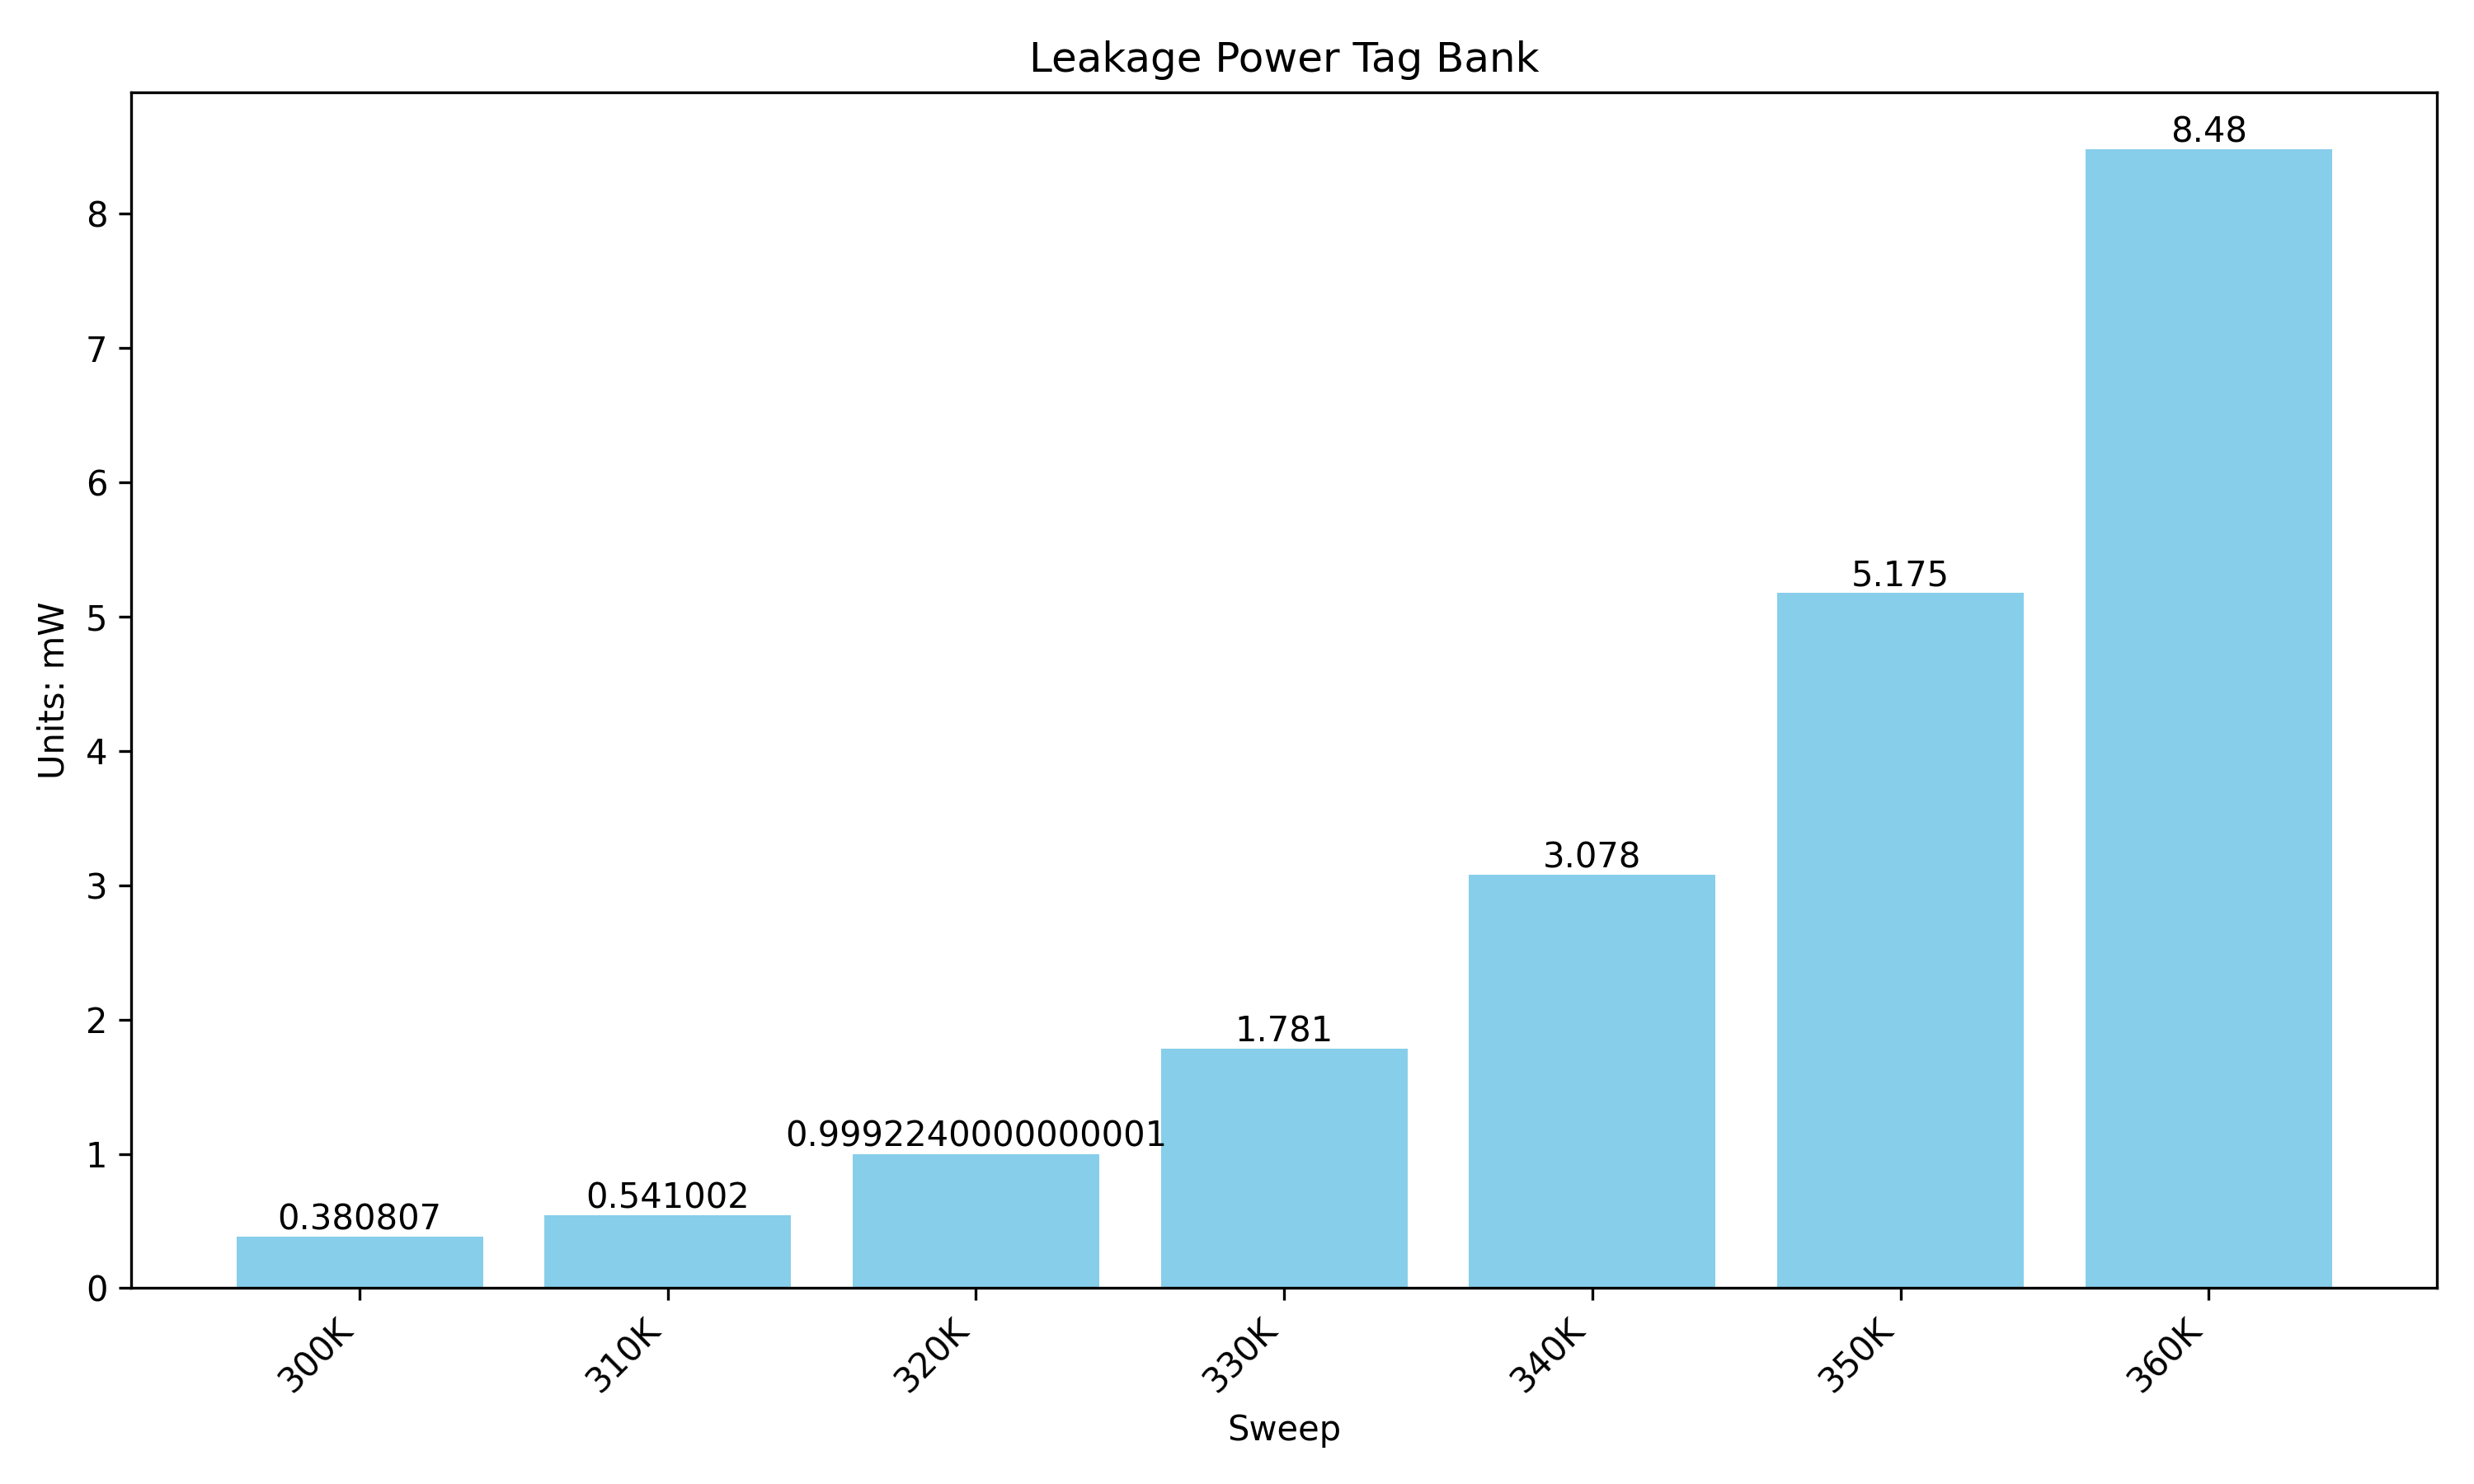 Leakage Power Tag Bank
Units: mW
8
7
6
5
4
3
2
1
0
0.380807
0.541002
0.9992240000000001
1.781
3.078
5.175
8.48
300K
310K
320K
330K
340K
350K
360K
Sweep